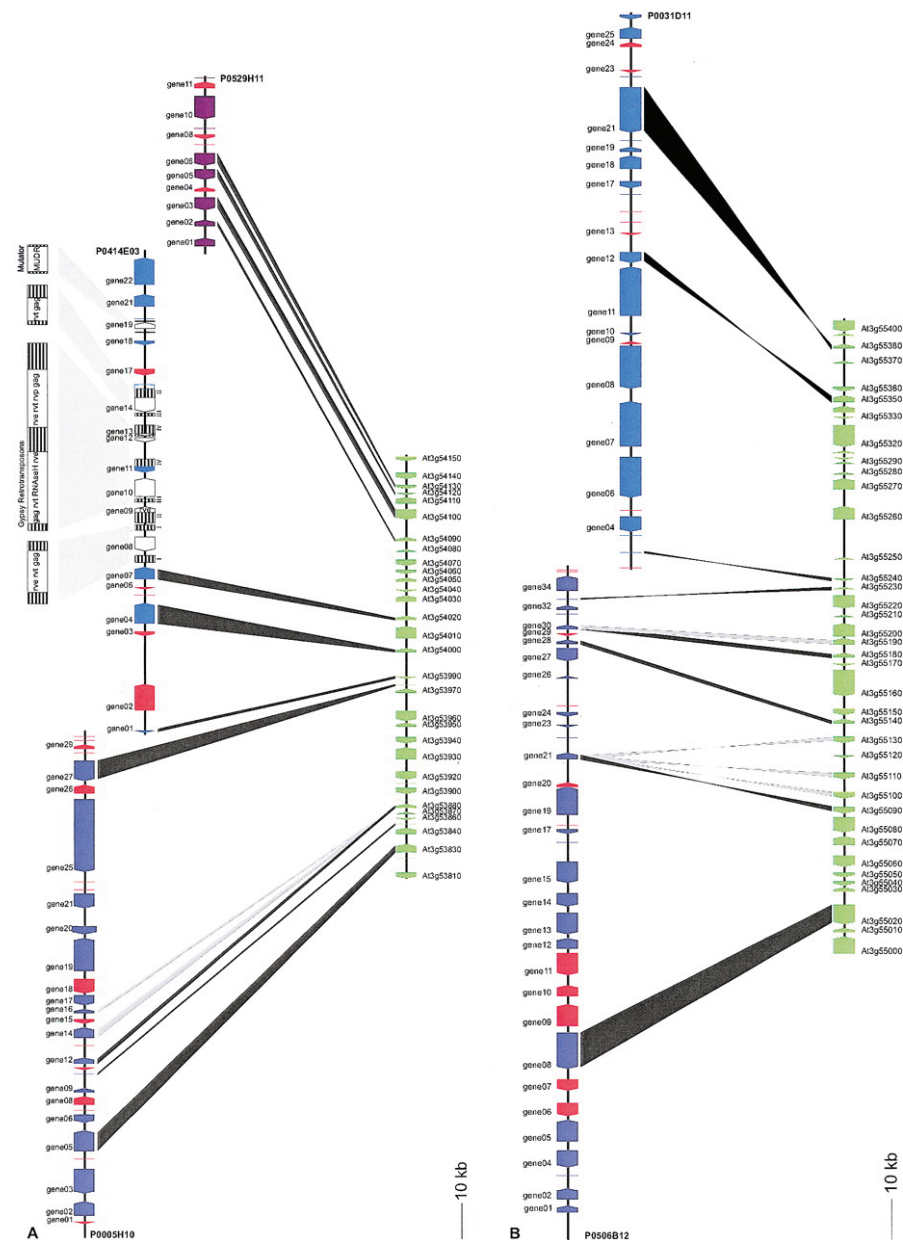 P0529H11
gene11
gene10
gene08
gene06
gene05
gene04
gene03
gene02
gene01
P0414E03
gene22
gene21
gene19
gene18
gene17
gene14
gene13
gene12
gene11
gene10
gene09
gene08
gene07
gene06
gene04
gene03
gene02
gene01
Mutator
MUDR
rvt gag
Gypsy Retrotransposons
gag rvt RNAseH rve
rve rvt rvp gag
rve rvt gag
rve
gene29
gene27
gene26
gene25
gene21
gene20
gene19
gene18
gene17
gene16
gene15
gene14
gene12
gene09
gene08
gene06
gene05
gene03
gene02
gene01
P0005H10
At3g54150
At3g54140
At3g54130
At3g54120
At3g54110
At3g54100
At3g54090
At3g54080
At3g54070
At3g54060
At3g54050
At3g54040
At3g54030
At3g54020
At3g54010
At3g54000
At3g53990
At3g53970
At3g53960
At3g53950
At3g53940
At3g53930
At3g53920
At3g53900
At3g53880
At3g53870
At3g53860
At3g53840
At3g53830
At3g53810
A
10 kb
P0031D11
gene25
gene24
gene23
gene21
gene19
gene18
gene17
gene13
gene12
gene11
gene10
gene09
gene08
gene07
gene06
gene04
gene34
gene32
gene30
gene29
gene28
gene27
gene26
gene24
gene23
gene21
gene20
gene19
gene17
gene15
gene14
gene13
gene12
gene11
gene10
gene09
gene08
gene07
gene06
gene05
gene04
gene02
gene01
P0506B12
At3g55400
At3g55380
At3g55370
At3g55360
At3g55350
At3g55330
At3g55320
At3g55290
At3g55280
At3g55270
At3g55260
At3g55250
At3g55240
At3g55230
At3g55220
At3g55210
At3g55200
At3g55190
At3g55180
At3g55170
At3g55160
At3g55150
At3g55140
At3g55130
At3g55120
At3g55110
At3g55100
At3g55090
At3g55080
At3g55070
At3g55060
At3g55050
At3g55040
At3g55030
At3g55020
At3g55010
At3g55000
B
10 kb